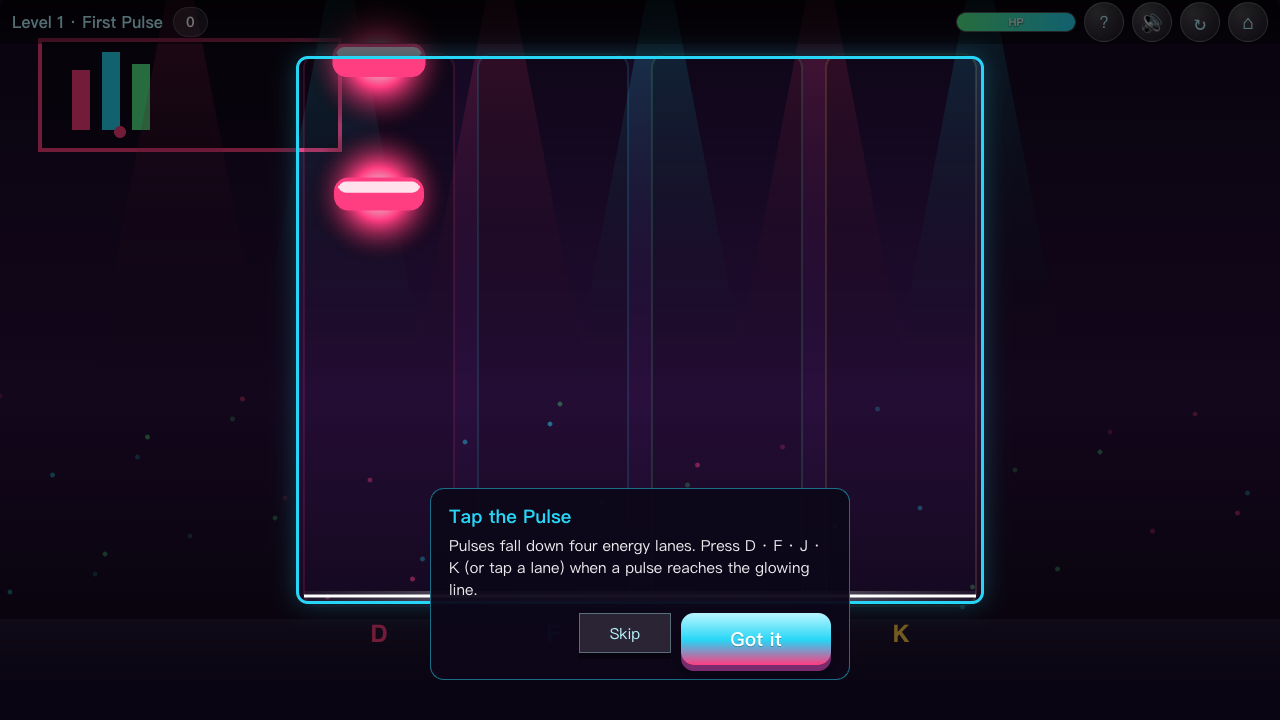 Level 1 · First Pulse 0
HP ?
Tap the Pulse
Pulses fall down four energy lanes. Press D · F · J ·
K (or tap a lane) when a pulse reaches the glowing
line.
Skip Got it
D K